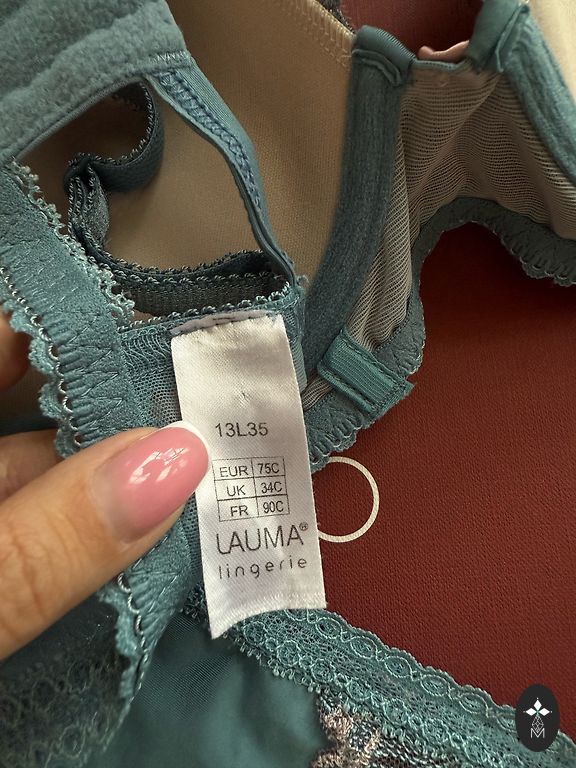 13L35
EUR 75C
UK 34C
FR 90C
LAUMA®
lingerie